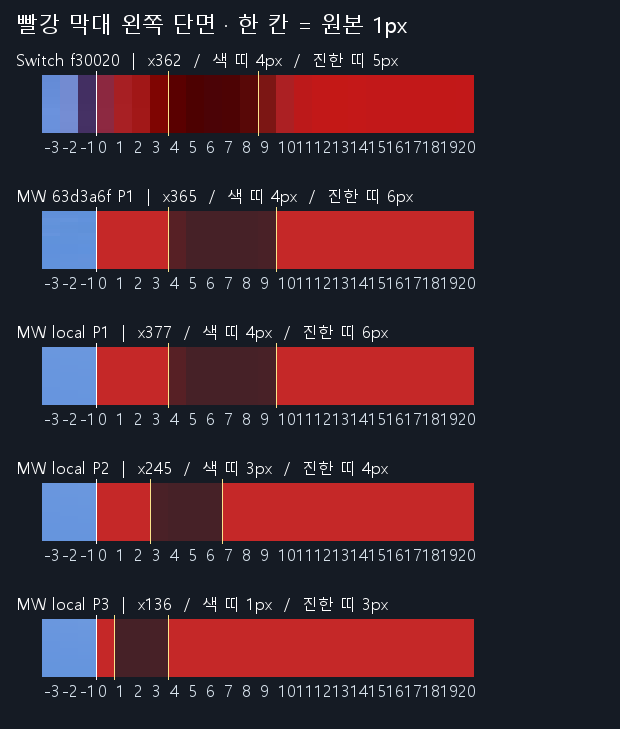 빨강 막대 왼쪽 단면 · 한 칸 = 원본 1px
Switch f30020 | x362 / 색 띠 4px / 진한 띠 5px
-3 -2 -1 0 1 2 3 4 5 6 7 8 9 10 11 12 13 14 15 16 17 18 19 20
MW 63d3a6f P1 | x365 / 색 띠 4px / 진한 띠 6px
-3 -2 -1 0 1 2 3 4 5 6 7 8 9 10 11 12 13 14 15 16 17 18 19 20
MW local P1 | x377 / 색 띠 4px / 진한 띠 6px
-3 -2 -1 0 1 2 3 4 5 6 7 8 9 10 11 12 13 14 15 16 17 18 19 20
MW local P2 | x245 / 색 띠 3px / 진한 띠 4px
-3 -2 -1 0 1 2 3 4 5 6 7 8 9 10 11 12 13 14 15 16 17 18 19 20
MW local P3 | x136 / 색 띠 1px / 진한 띠 3px
-3 -2 -1 0 1 2 3 4 5 6 7 8 9 10 11 12 13 14 15 16 17 18 19 20